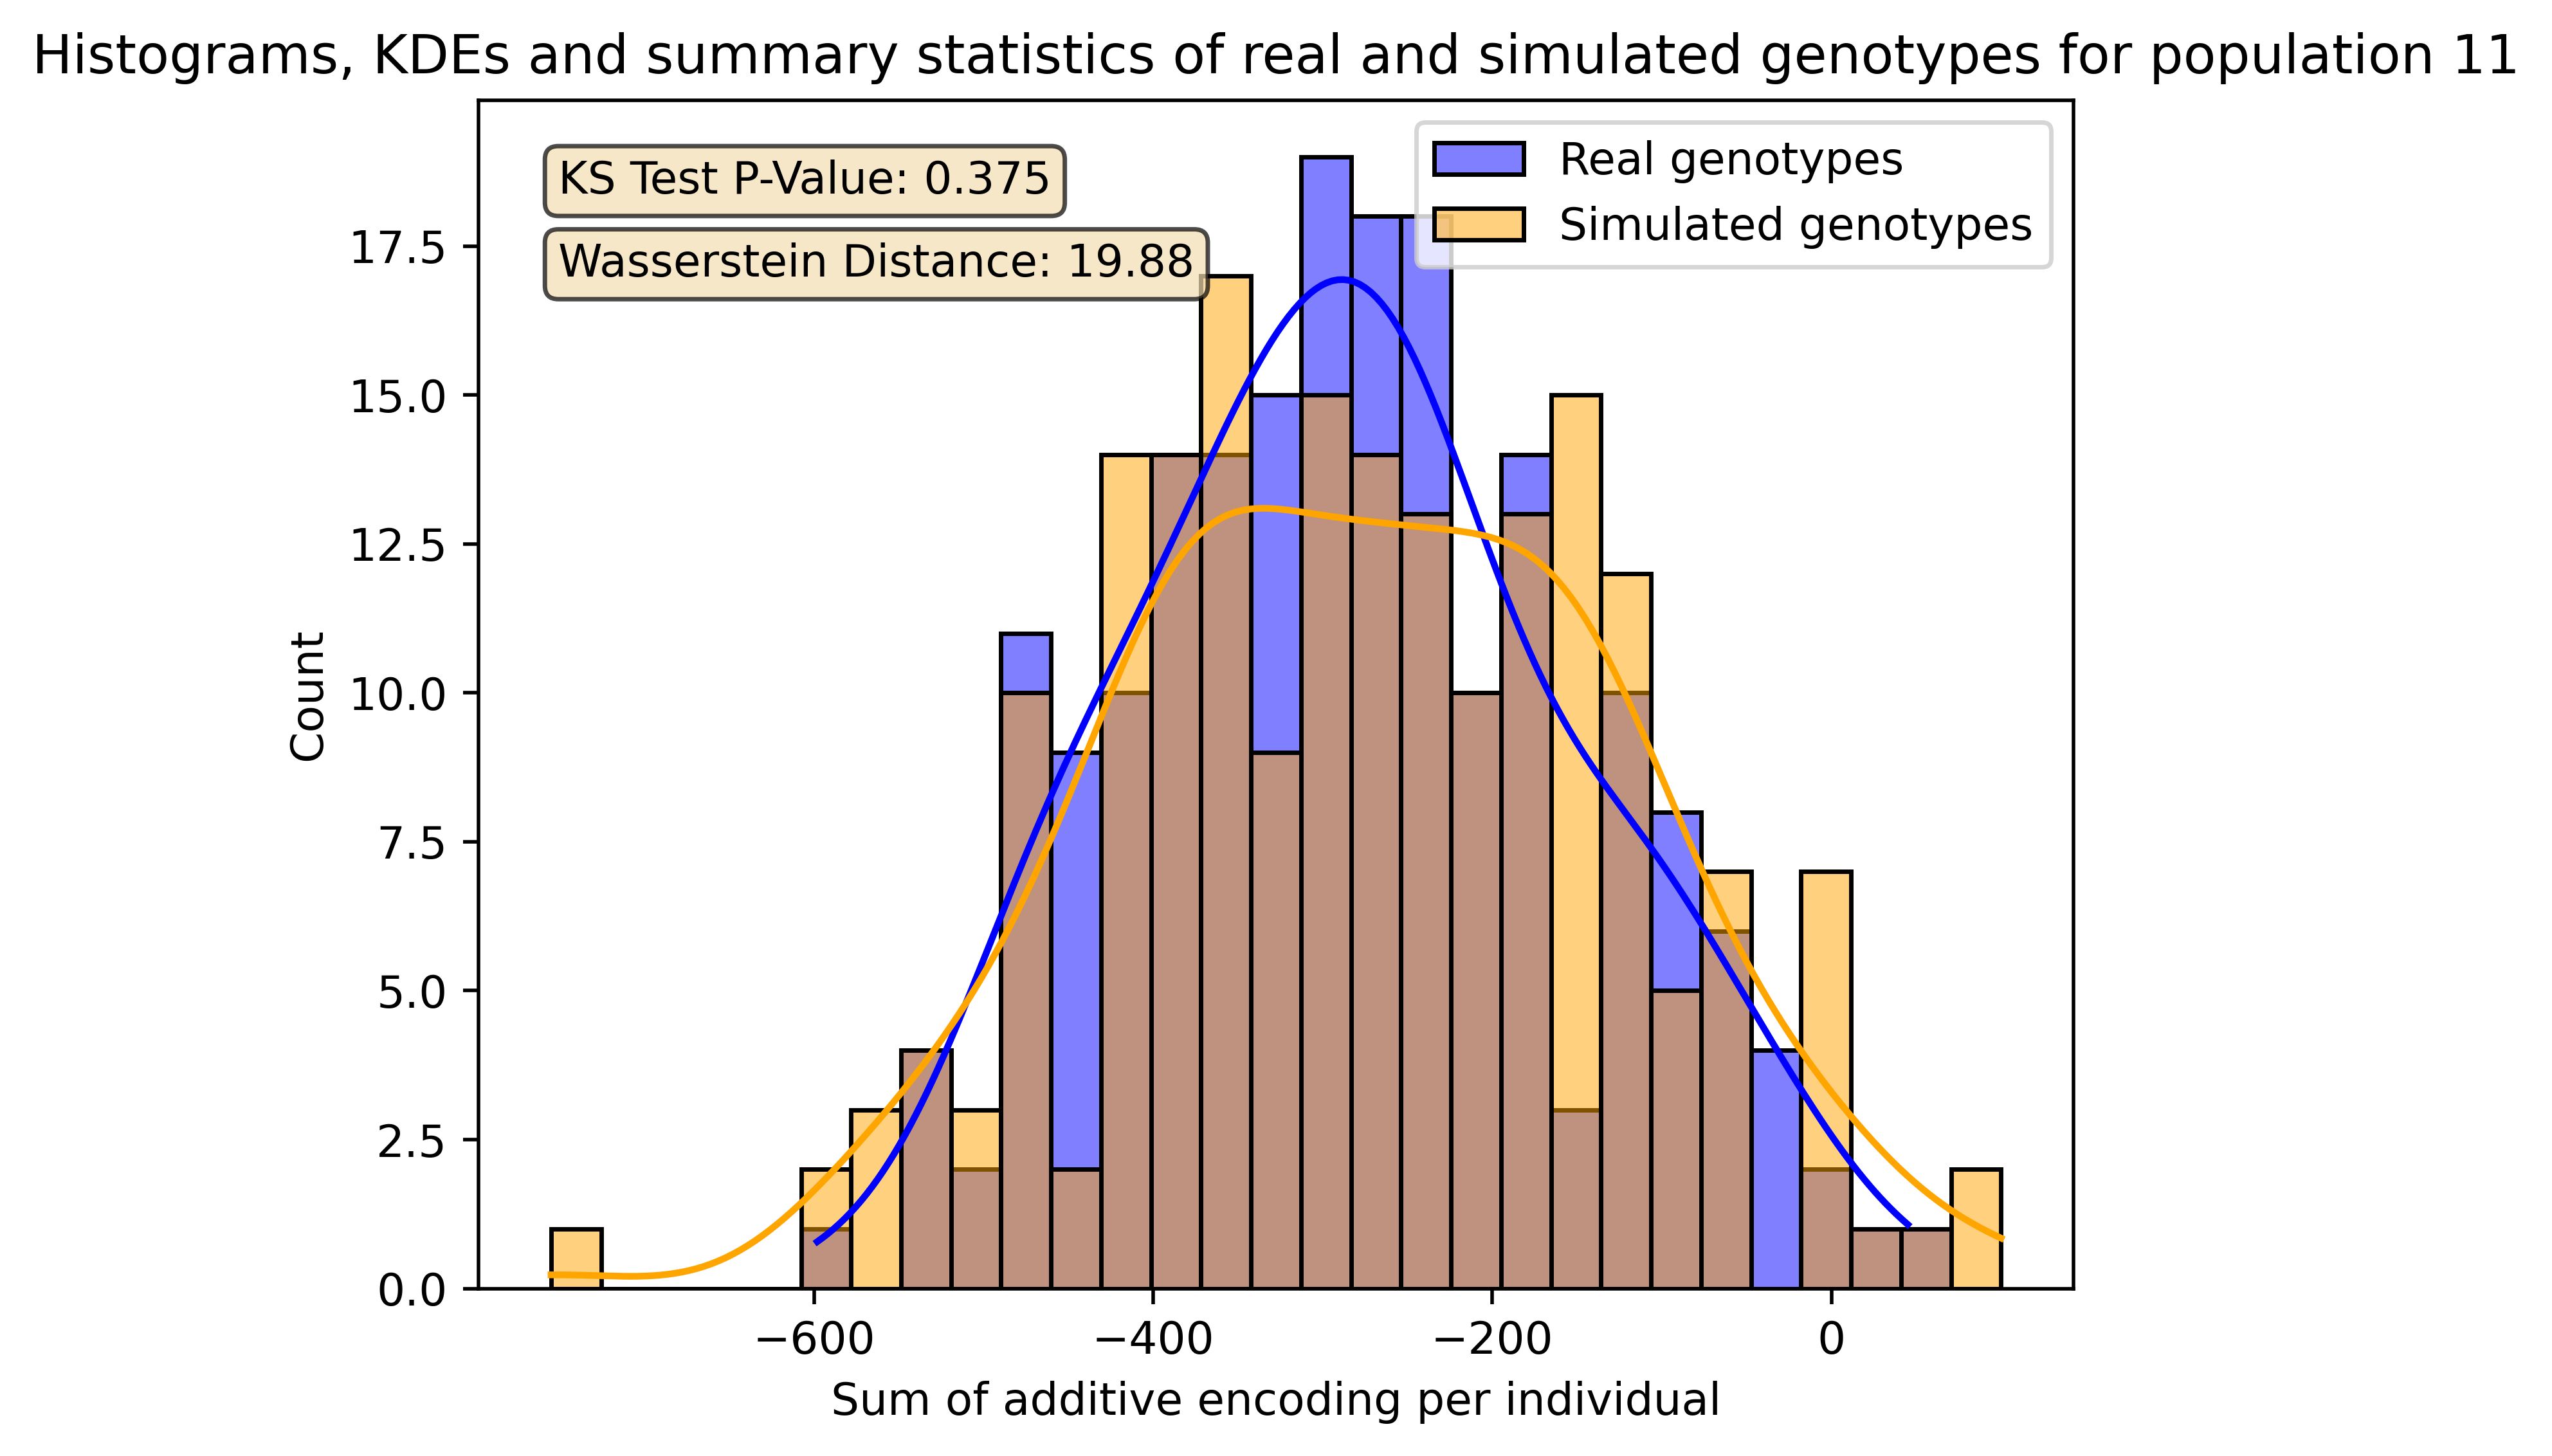 Histograms, KDEs and summary statistics of real and simulated genotypes for population 11
KS Test P-Value: 0.375
Wasserstein Distance: 19.88
Real genotypes
Simulated genotypes
Count
17.5
15.0
12.5
10.0
7.5
5.0
2.5
0.0
−600 −400 −200 0
Sum of additive encoding per individual